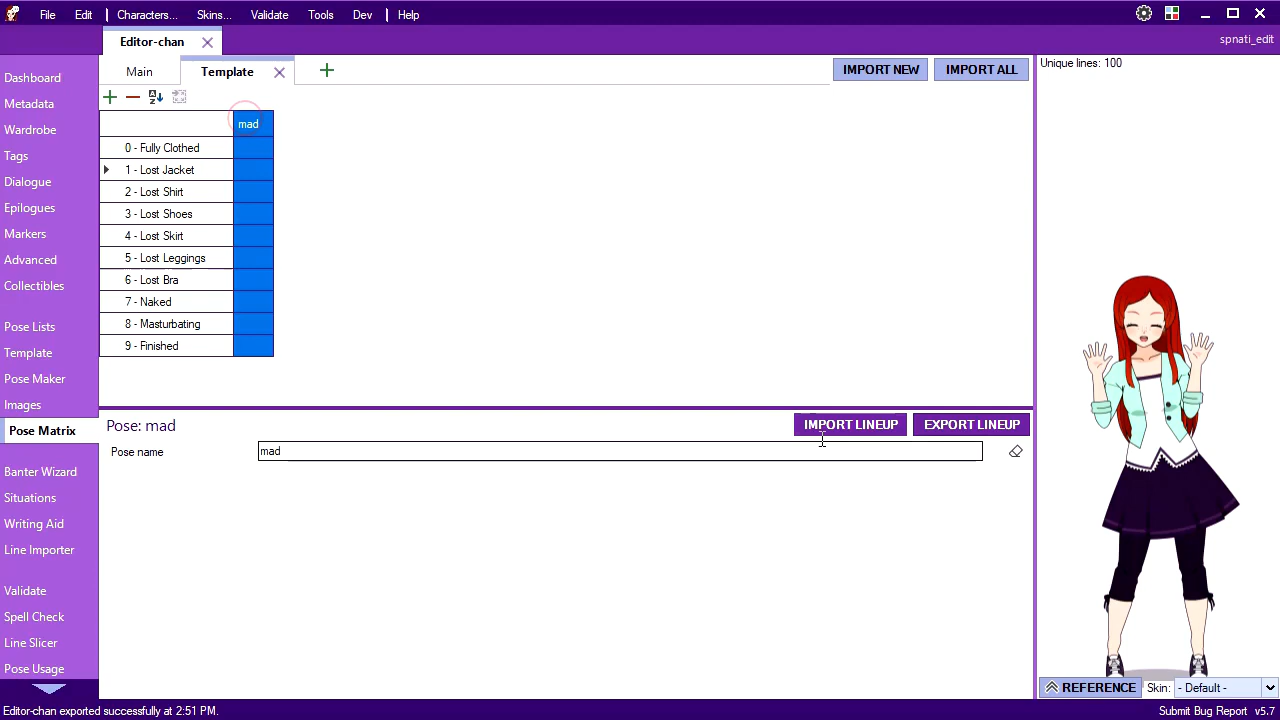 File Edit Characters... Skins... Validate Tools Dev Help
Editor-chan
spnati_edit
Main Template IMPORT NEW IMPORT ALL
Unique lines: 100
Dashboard
Metadata
Wardrobe
Tags
Dialogue
Epilogues
Markers
Advanced
Collectibles
Pose Lists
Template
Pose Maker
Images
Pose Matrix
Banter Wizard
Situations
Writing Aid
Line Importer
Validate
Spell Check
Line Slicer
Pose Usage
mad
0 - Fully Clothed
1 - Lost Jacket
2 - Lost Shirt
3 - Lost Shoes
4 - Lost Skirt
5 - Lost Leggings
6 - Lost Bra
7 - Naked
8 - Masturbating
9 - Finished
Pose: mad IMPORT LINEUP EXPORT LINEUP
Pose name mad
REFERENCE Skin: - Default -
Editor-chan exported successfully at 2:51 PM. Submit Bug Report v5.7